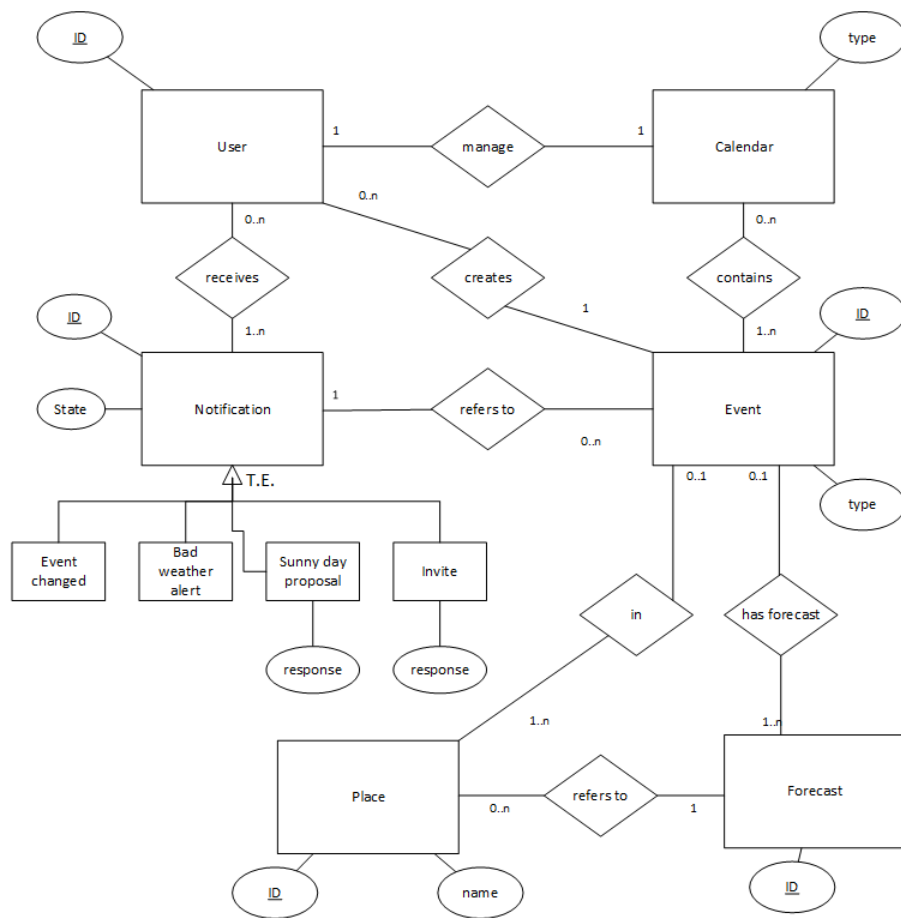 ID
type
User
1
manage
1
Calendar
0..n
0..n
0..n
receives
creates
contains
1..n
1
1..n
ID
ID
State
Notification
1
refers to
0..n
Event
type
T.E.
0..1
0..1
Event
changed
Bad
weather
alert
Sunny day
proposal
Invite
response
response
in
has forecast
1..n
1..n
Place
0..n
refers to
1
Forecast
ID
name
ID